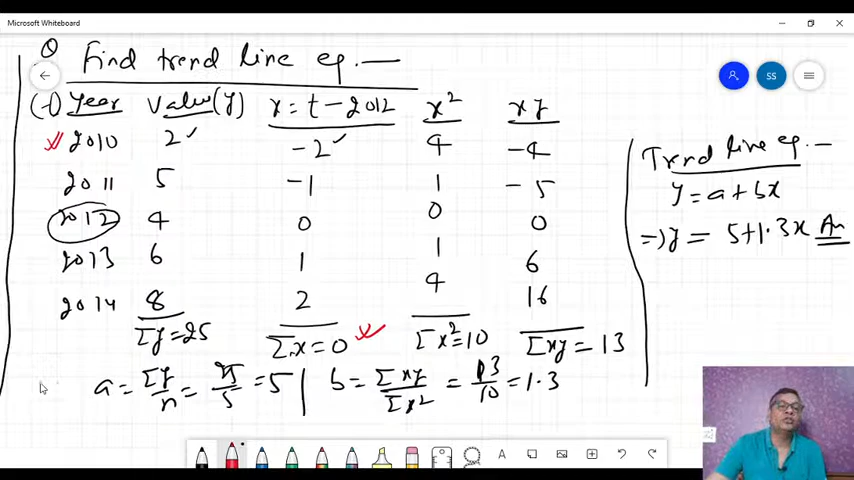 Microsoft Whiteboard
Q Find trend line eq. —
SS
(t) Year Value(y) x = t - 2012 x² xy
2010 2 -2 4 -4
2011 5 -1 1 -5
2012 4 0 0 0
2013 6 1 1 6
2014 8 2 4 16
Σy = 25 Σx = 0 Σx² = 10 Σxy = 13
a = Σy/n = 25/5 = 5 | b = Σxy/Σx² = 13/10 = 1.3
Trend line eq. —
y = a + bx
⇒ y = 5 + 1.3x An